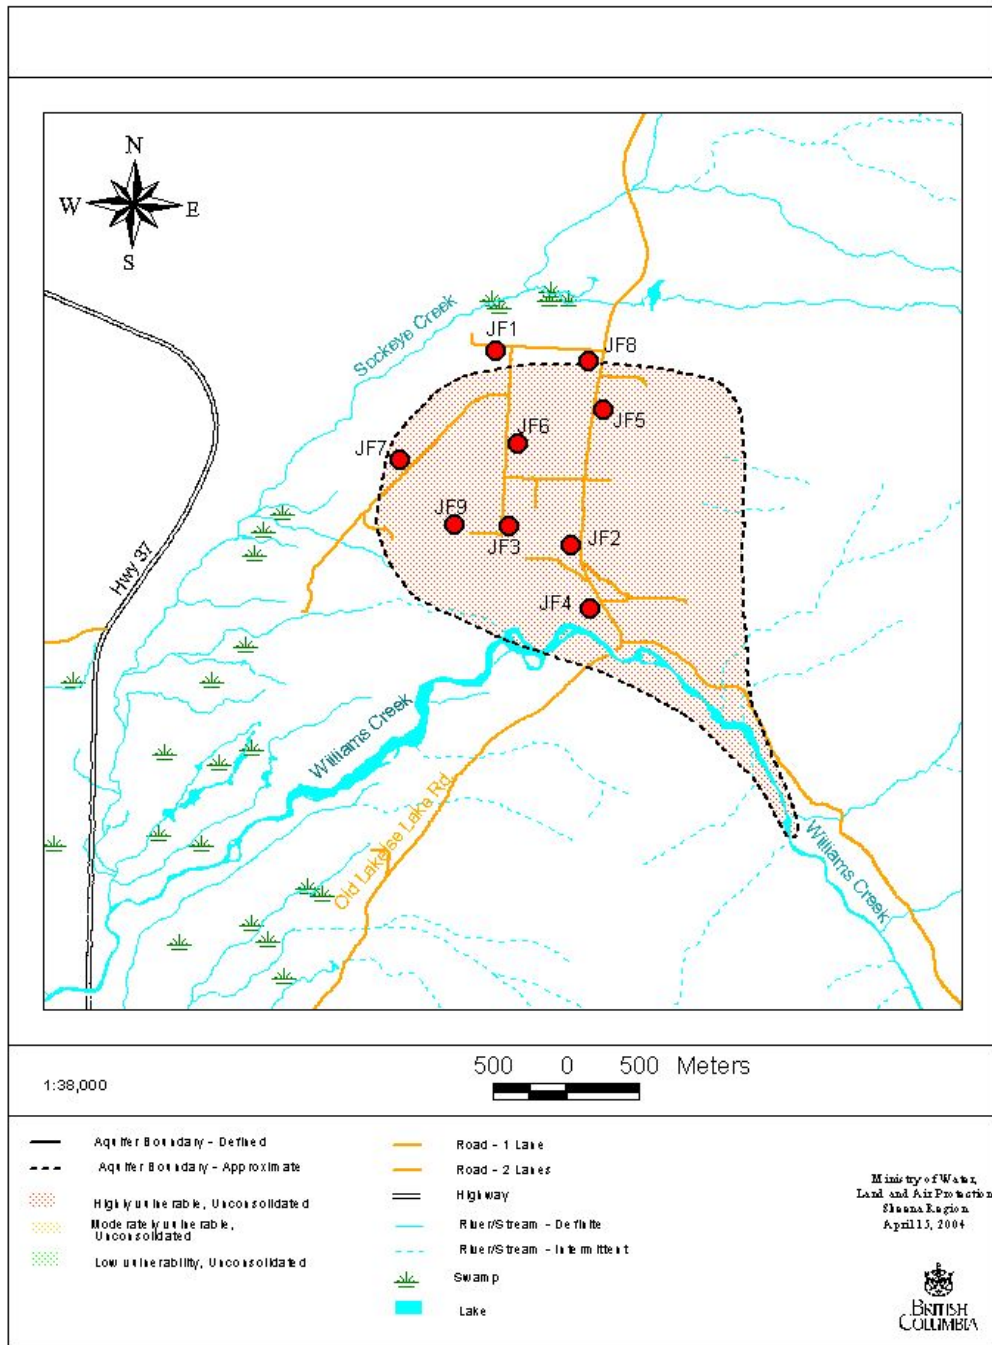 N
W E
S
Sockeye Creek
JF1
JF8
JF5
JF6
JF7
JF9
JF3
JF2
JF4
Hwy 37
Williams Creek
Old Lakelse Lake Rd.
Williams Creek
500 0 500 Meters
1:38,000
Aquifer Boundary - Defined
Aquifer Boundary - Approximate
Highly vulnerable, Unconsolidated
Moderately vulnerable,
Unconsolidated
Low vulnerability, Unconsolidated
Road - 1 Lane
Road - 2 Lanes
Highway
River/Stream - Definite
River/Stream - Intermittent
Swamp
Lake
Ministry of Water,
Land and Air Protection
Skeena Region
April 15, 2004
BRITISH
COLUMBIA